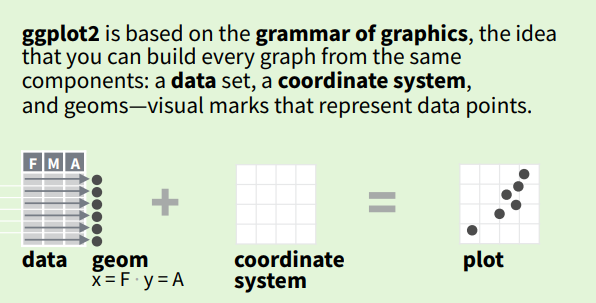 ggplot2 is based on the grammar of graphics, the idea
that you can build every graph from the same
components: a data set, a coordinate system,
and geoms—visual marks that represent data points.
F M A
+ =
data geom coordinate plot
x = F · y = A system